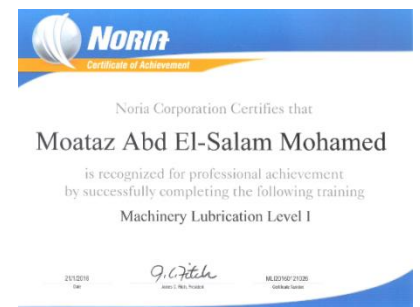 NORIA
Certificate of Achievement
Noria Corporation Certifies that
Moataz Abd El-Salam Mohamed
is recognized for professional achievement
by successfully completing the following training
Machinery Lubrication Level I
J. C. Fitch
Date
Certificate Number